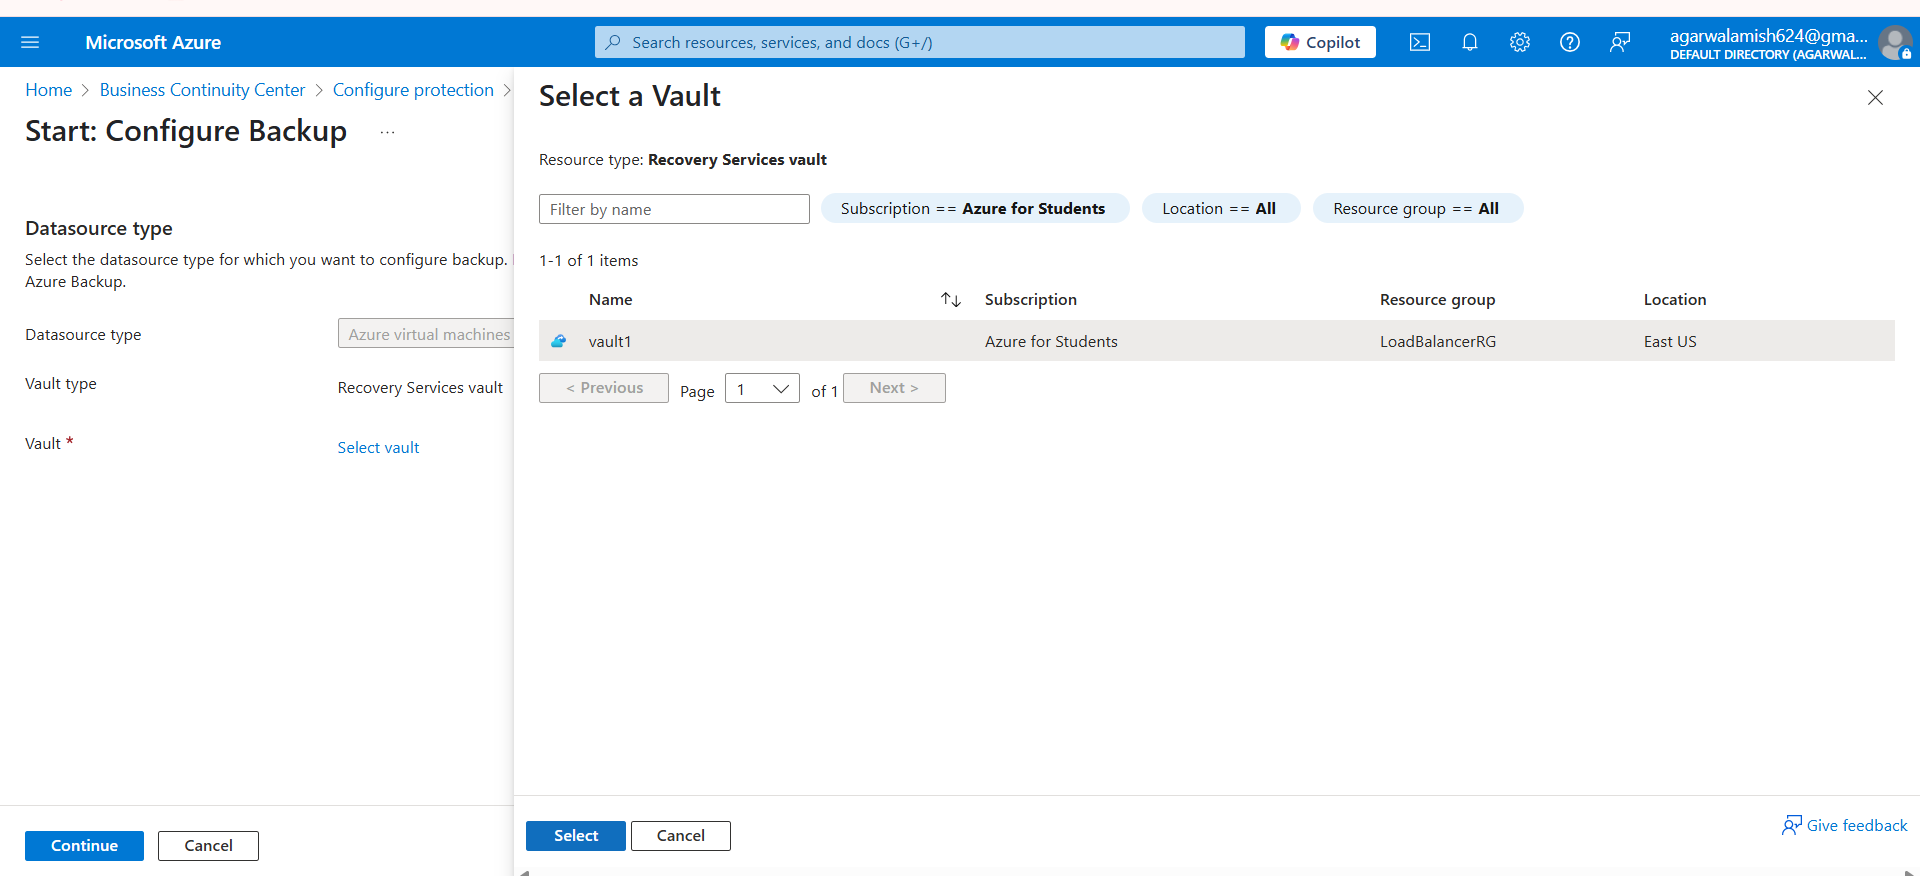 Microsoft Azure
Search resources, services, and docs (G+/)
Copilot
agarwalamish624@gma...
DEFAULT DIRECTORY (AGARWAL...
Home > Business Continuity Center > Configure protection >
Start: Configure Backup ...
Datasource type
Select the datasource type for which you want to configure backup.
Azure Backup.
Datasource type
Azure virtual machines
Vault type
Recovery Services vault
Vault *
Select vault
Continue
Cancel
Select a Vault
Resource type: Recovery Services vault
Filter by name
Subscription == Azure for Students
Location == All
Resource group == All
1-1 of 1 items
Name
Subscription
Resource group
Location
vault1
Azure for Students
LoadBalancerRG
East US
< Previous
Page
1
of 1
Next >
Select
Cancel
Give feedback